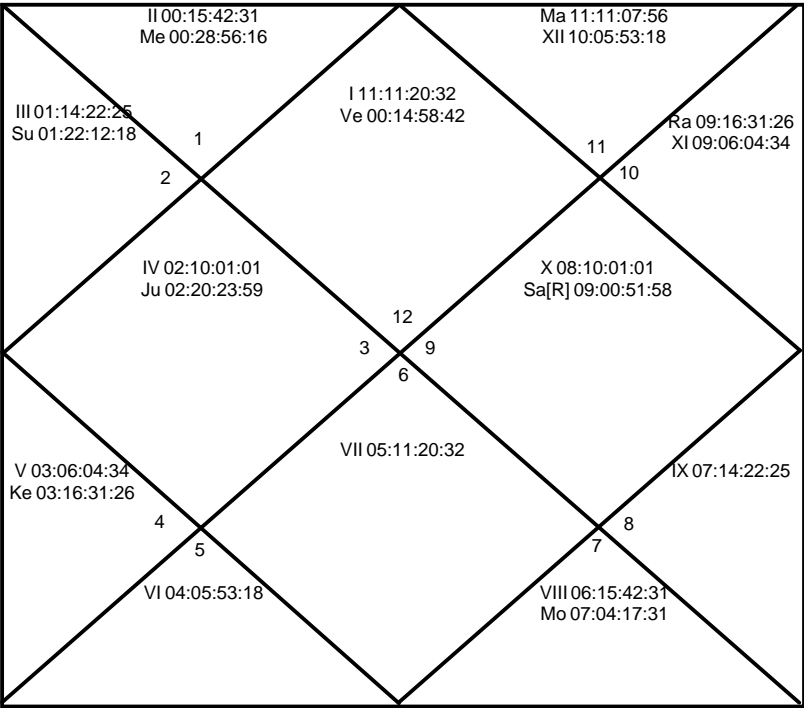 II 00:15:42:31
Me 00:28:56:16
Ma 11:11:07:56
XII 10:05:53:18
I 11:11:20:32
Ve 00:14:58:42
III 01:14:22:25
Su 01:22:12:18
Ra 09:16:31:26
XI 09:06:04:34
1
11
2
10
IV 02:10:01:01
Ju 02:20:23:59
X 08:10:01:01
Sa[R] 09:00:51:58
12
3
9
6
VII 05:11:20:32
V 03:06:04:34
Ke 03:16:31:26
IX 07:14:22:25
4
8
5
7
VI 04:05:53:18
VIII 06:15:42:31
Mo 07:04:17:31